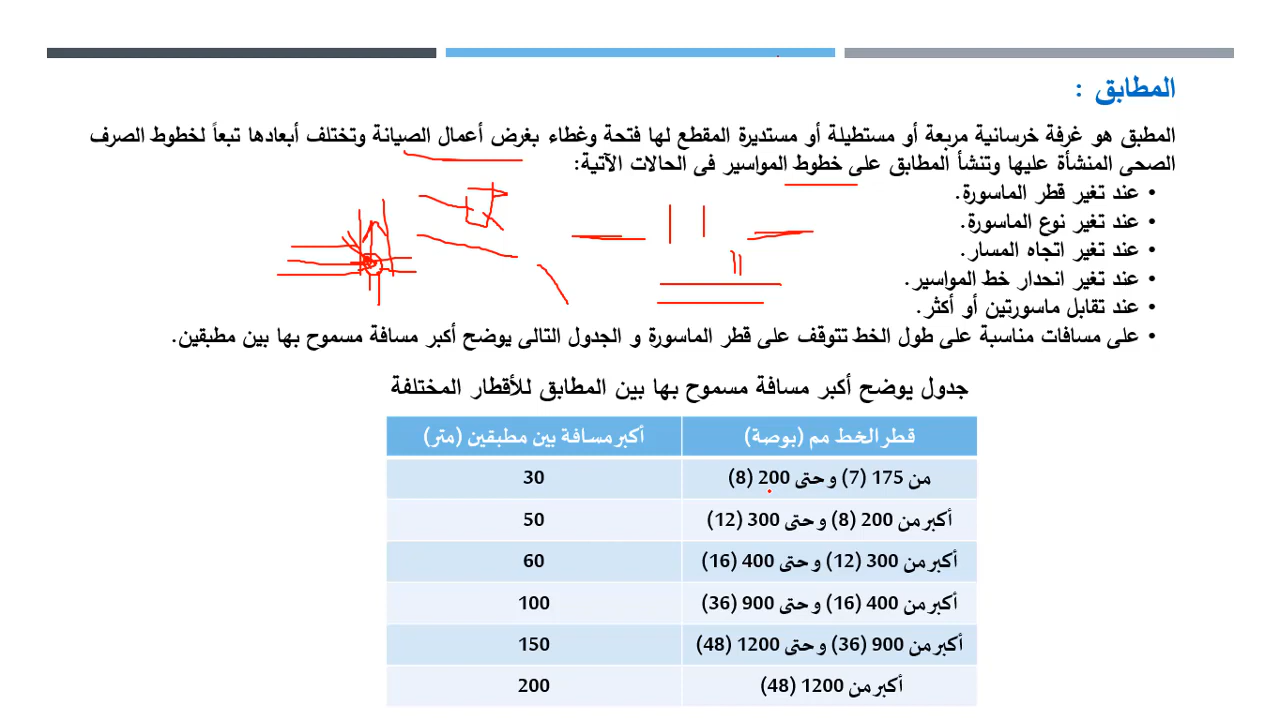 المطابق :
المطبق هو غرفة خرسانية مربعة أو مستطيلة أو مستديرة المقطع لها فتحة وغطاء بغرض أعمال الصيانة وتختلف أبعادها تبعاً لخطوط الصرف
الصحى المنشأة عليها وتنشأ المطابق على خطوط المواسير فى الحالات الآتية:
• عند تغير قطر الماسورة.
• عند تغير نوع الماسورة.
• عند تغير اتجاه المسار.
• عند تغير انحدار خط المواسير.
• عند تقابل ماسورتين أو أكثر.
• على مسافات مناسبة على طول الخط تتوقف على قطر الماسورة و الجدول التالى يوضح أكبر مسافة مسموح بها بين مطبقين.
جدول يوضح أكبر مسافة مسموح بها بين المطابق للأقطار المختلفة
قطر الخط مم (بوصة) أكبر مسافة بين مطبقين (متر)
من 175 (7) وحتى 200 (8) 30
أكبر من 200 (8) وحتى 300 (12) 50
أكبر من 300 (12) وحتى 400 (16) 60
أكبر من 400 (16) وحتى 900 (36) 100
أكبر من 900 (36) وحتى 1200 (48) 150
أكبر من 1200 (48) 200